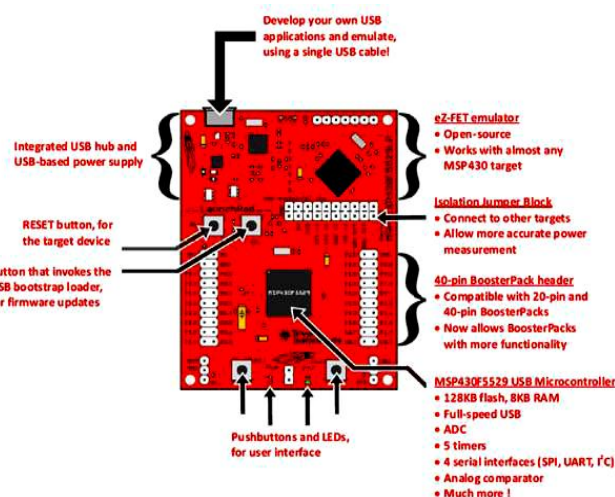 Develop your own USB
applications and emulate,
using a single USB cable!
Integrated USB hub and
USB-based power supply
eZ-FET emulator
• Open-source
• Works with almost any
MSP430 target
Isolation Jumper Block
• Connect to other targets
• Allow more accurate power
measurement
RESET button, for
the target device
utton that invokes the
SB bootstrap loader,
r firmware updates
40-pin BoosterPack header
• Compatible with 20-pin and
40-pin BoosterPacks
• Now allows BoosterPacks
with more functionality
MSP430F5529
MSP430F5529 USB Microcontroller
• 128KB flash, 8KB RAM
• Full-speed USB
• ADC
• 5 timers
• 4 serial interfaces (SPI, UART, I²C)
• Analog comparator
• Much more !
Pushbuttons and LEDs,
for user interface